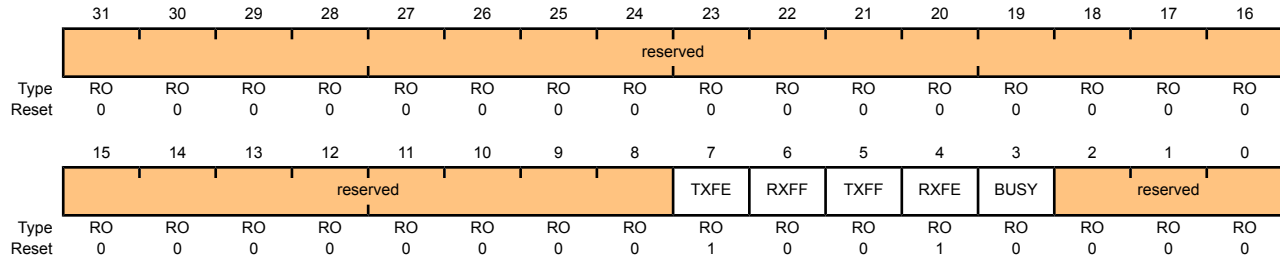 31 30 29 28 27 26 25 24 23 22 21 20 19 18 17 16
reserved
Type RO RO RO RO RO RO RO RO RO RO RO RO RO RO RO RO
Reset 0 0 0 0 0 0 0 0 0 0 0 0 0 0 0 0
15 14 13 12 11 10 9 8 7 6 5 4 3 2 1 0
reserved TXFE RXFF TXFF RXFE BUSY reserved
Type RO RO RO RO RO RO RO RO RO RO RO RO RO RO RO RO
Reset 0 0 0 0 0 0 0 0 1 0 0 1 0 0 0 0